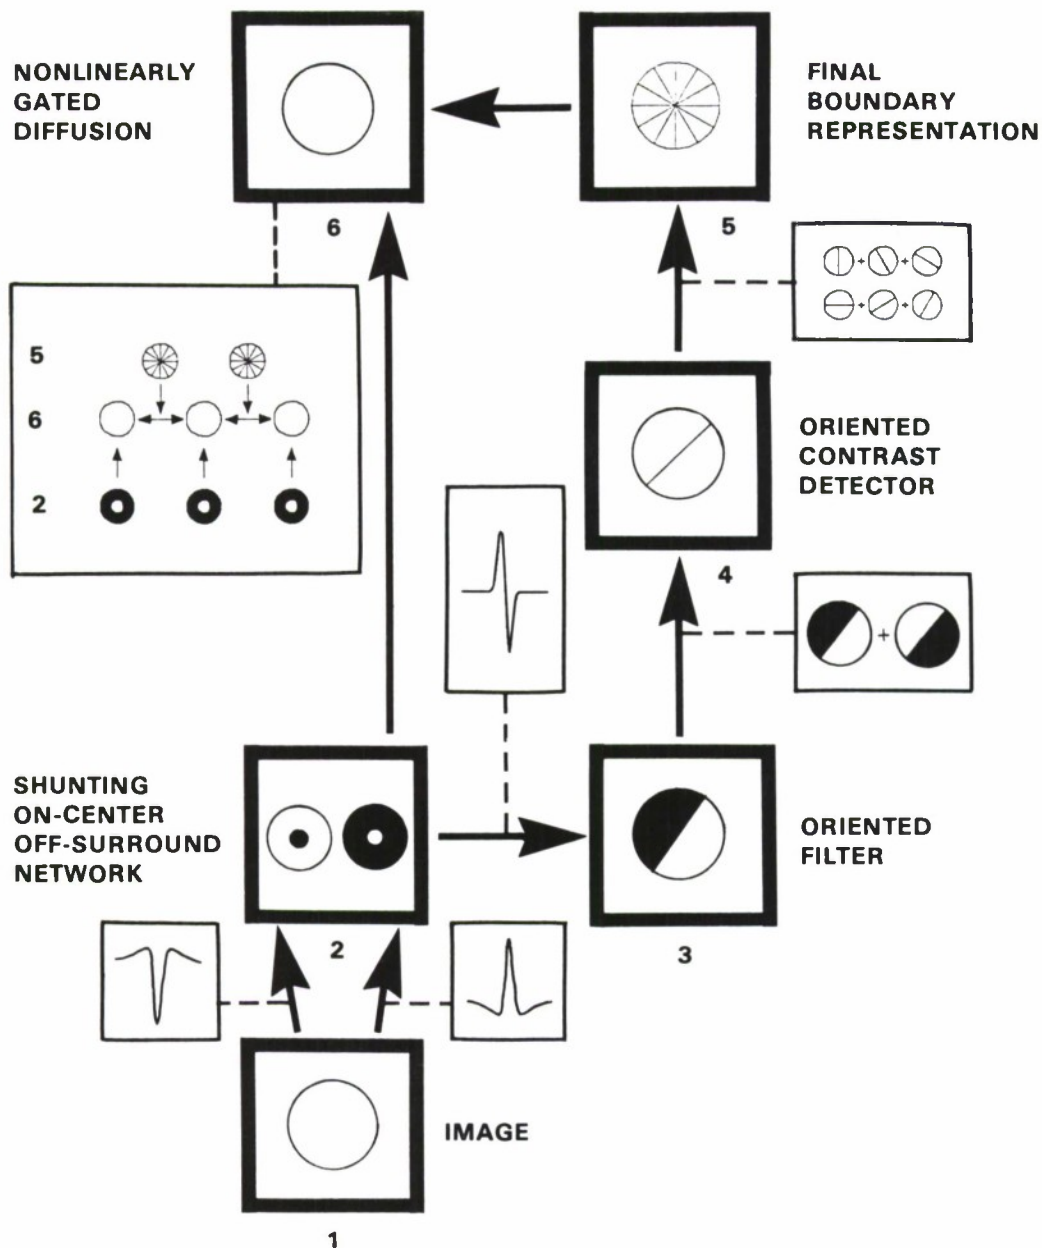 NONLINEARLY
GATED
DIFFUSION
FINAL
BOUNDARY
REPRESENTATION
6
5
+ +
+ +
5
6
2
ORIENTED
CONTRAST
DETECTOR
4
+
SHUNTING
ON-CENTER
OFF-SURROUND
NETWORK
ORIENTED
FILTER
2
3
IMAGE
1